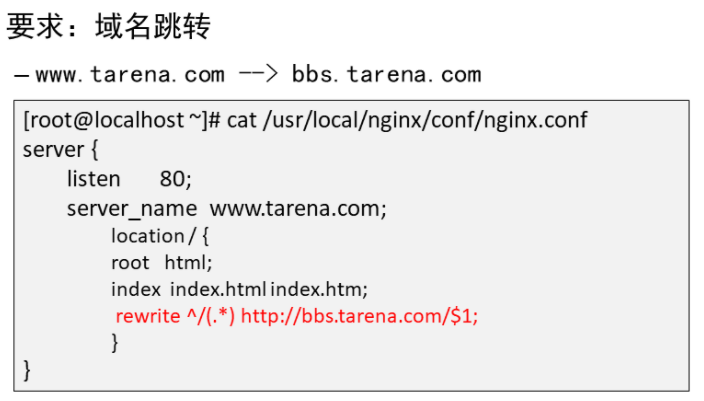 要求：域名跳转
– www.tarena.com --> bbs.tarena.com
[root@localhost ~]# cat /usr/local/nginx/conf/nginx.conf
server {
listen 80;
server_name www.tarena.com;
location / {
root html;
index index.html index.htm;
rewrite ^/(.*) http://bbs.tarena.com/$1;
}
}